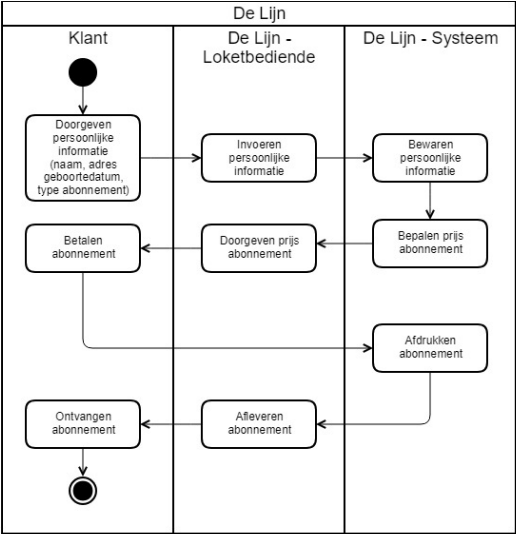 De Lijn
Klant
De Lijn -
Loketbediende
De Lijn - Systeem
Doorgeven
persoonlijke
informatie
(naam, adres
geboortedatum,
type abonnement)
Invoeren
persoonlijke
informatie
Bewaren
persoonlijke
informatie
Betalen
abonnement
Doorgeven prijs
abonnement
Bepalen prijs
abonnement
Afdrukken
abonnement
Ontvangen
abonnement
Afleveren
abonnement